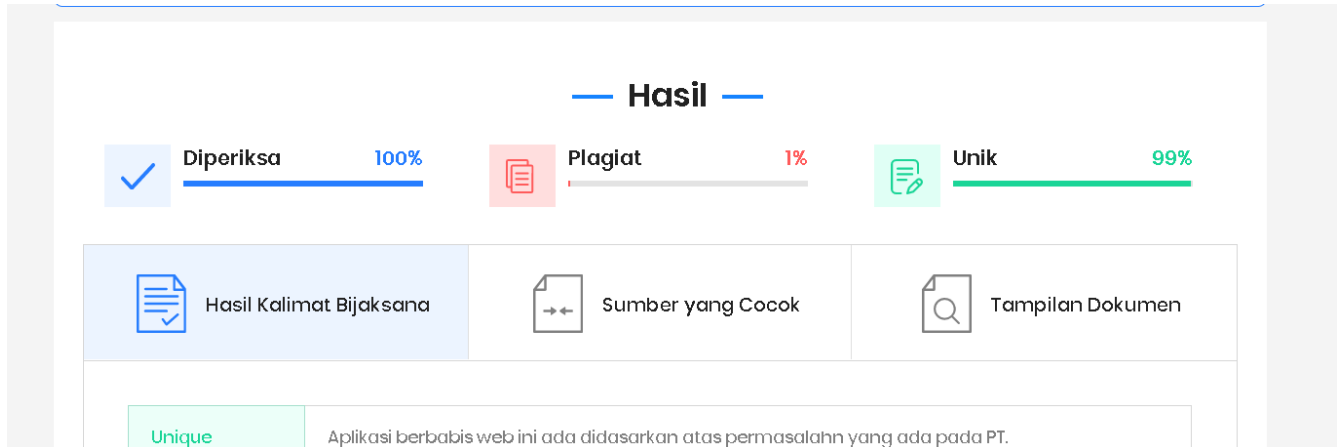 Hasil
Diperiksa 100%
Plagiat 1%
Unik 99%
Hasil Kalimat Bijaksana
Sumber yang Cocok
Tampilan Dokumen
Unique
Aplikasi berbabis web ini ada didasarkan atas permasalahn yang ada pada PT.